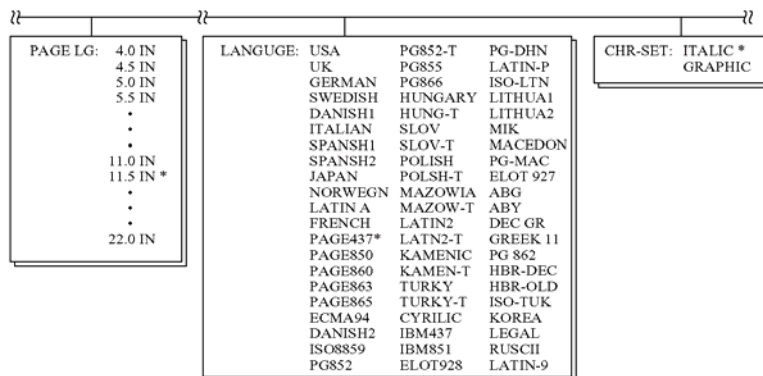 PAGE LG: 4.0 IN
4.5 IN
5.0 IN
5.5 IN
•
•
•
11.0 IN
11.5 IN *
•
•
•
22.0 IN
LANGUGE: USA PG852-T PG-DHN
UK PG855 LATIN-P
GERMAN PG866 ISO-LTN
SWEDISH HUNGARY LITHUA1
DANISH1 HUNG-T LITHUA2
ITALIAN SLOV MIK
SPANSH1 SLOV-T MACEDON
SPANSH2 POLISH PG-MAC
JAPAN POLSH-T ELOT 927
NORWEGN MAZOWIA ABG
LATIN A MAZOW-T ABY
FRENCH LATIN2 DEC GR
PAGE437* LATN2-T GREEK 11
PAGE850 KAMENIC PG 862
PAGE860 KAMEN-T HBR-DEC
PAGE863 TURKY HBR-OLD
PAGE865 TURKY-T ISO-TUK
ECMA94 CYRILIC KOREA
DANISH2 IBM437 LEGAL
ISO8859 IBM851 RUSCII
PG852 ELOT928 LATIN-9
CHR-SET: ITALIC *
GRAPHIC